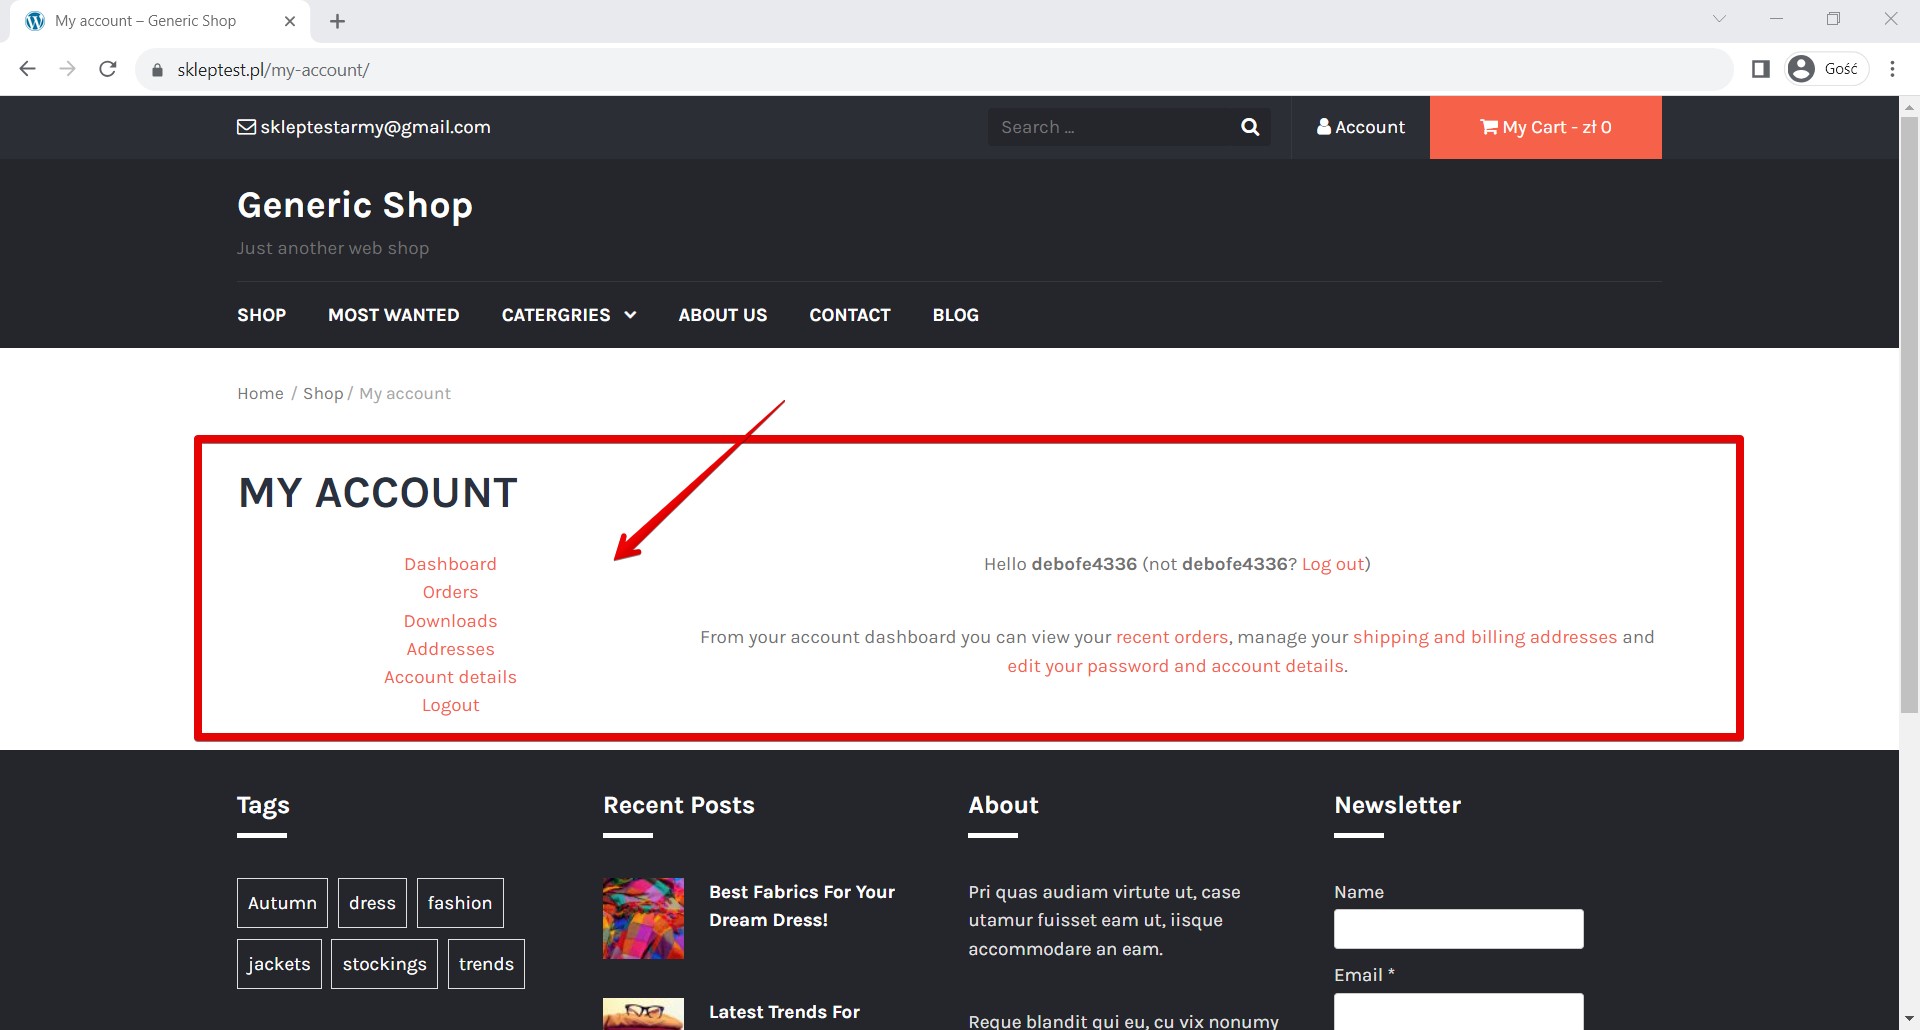 My account – Generic Shop
skleptest.pl/my-account/
Gość
skleptestarmy@gmail.com
Search ...
Account
My Cart - zł 0
Generic Shop
Just another web shop
SHOP MOST WANTED CATERGRIES ABOUT US CONTACT BLOG
Home / Shop / My account
MY ACCOUNT
Dashboard
Orders
Downloads
Addresses
Account details
Logout
Hello debofe4336 (not debofe4336? Log out)
From your account dashboard you can view your recent orders, manage your shipping and billing addresses and
edit your password and account details.
Tags
Autumn dress fashion
jackets stockings trends
Recent Posts
Best Fabrics For Your
Dream Dress!
Latest Trends For
About
Pri quas audiam virtute ut, case
utamur fuisset eam ut, iisque
accommodare an eam.
Reque blandit qui eu, cu vix nonumy
Newsletter
Name
Email *